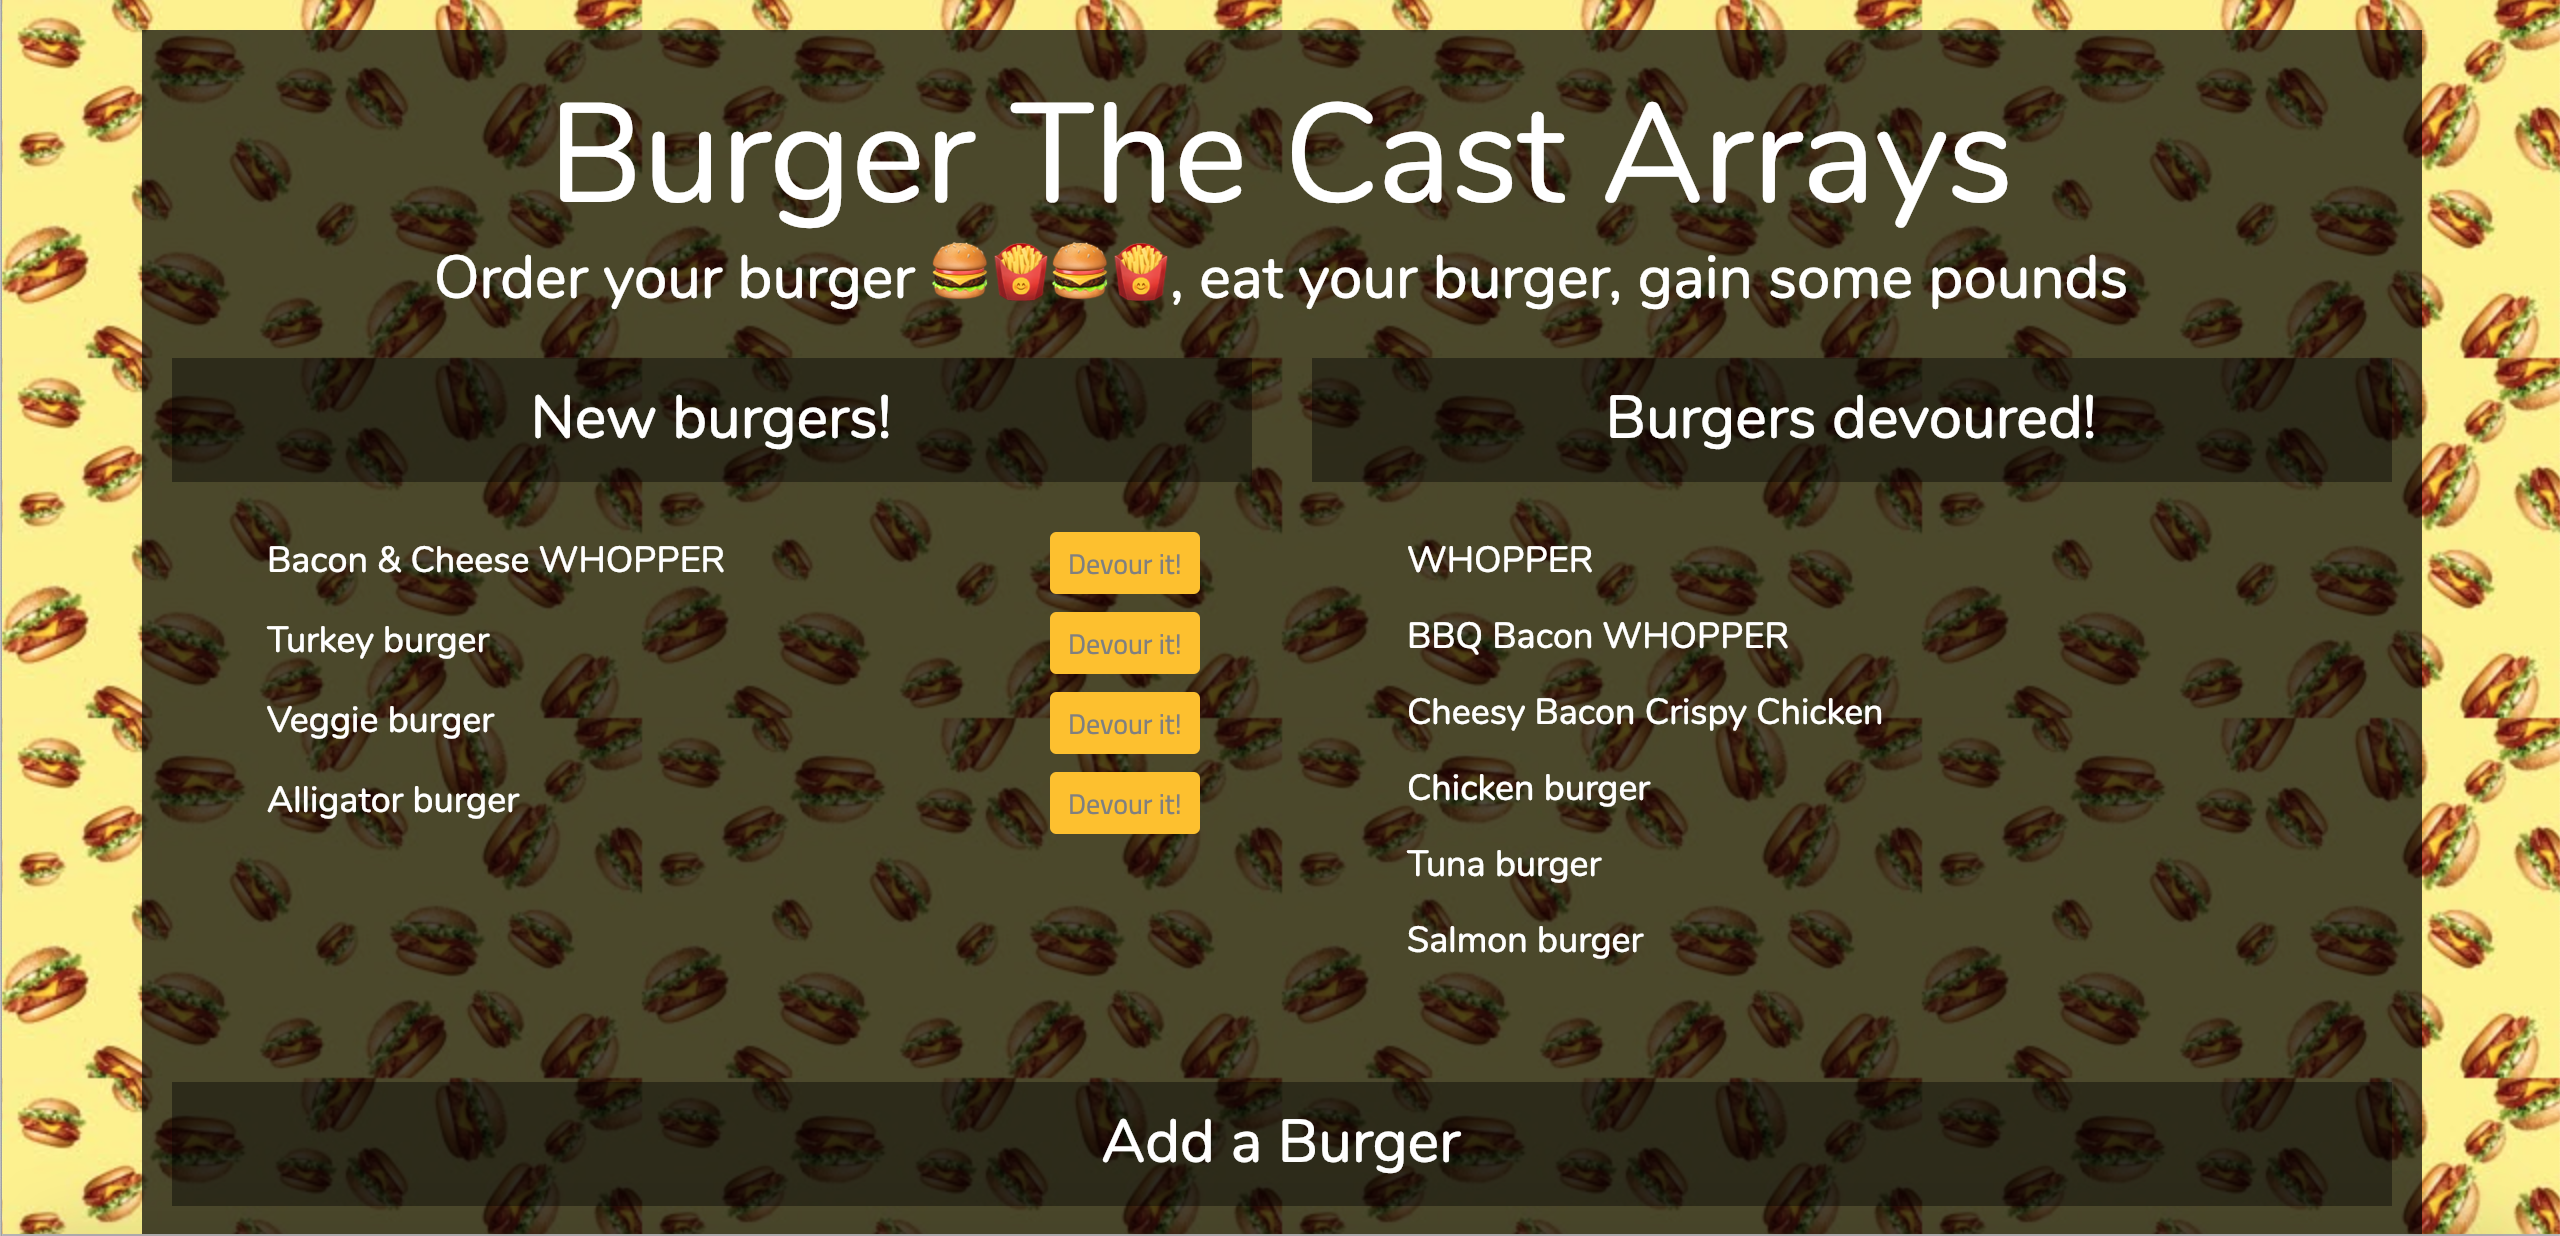 Burger The Cast Arrays
Order your burger 🍔🍟🍔🍟, eat your burger, gain some pounds
New burgers!
Bacon & Cheese WHOPPER Devour it!
Turkey burger Devour it!
Veggie burger Devour it!
Alligator burger Devour it!
Burgers devoured!
WHOPPER
BBQ Bacon WHOPPER
Cheesy Bacon Crispy Chicken
Chicken burger
Tuna burger
Salmon burger
Add a Burger